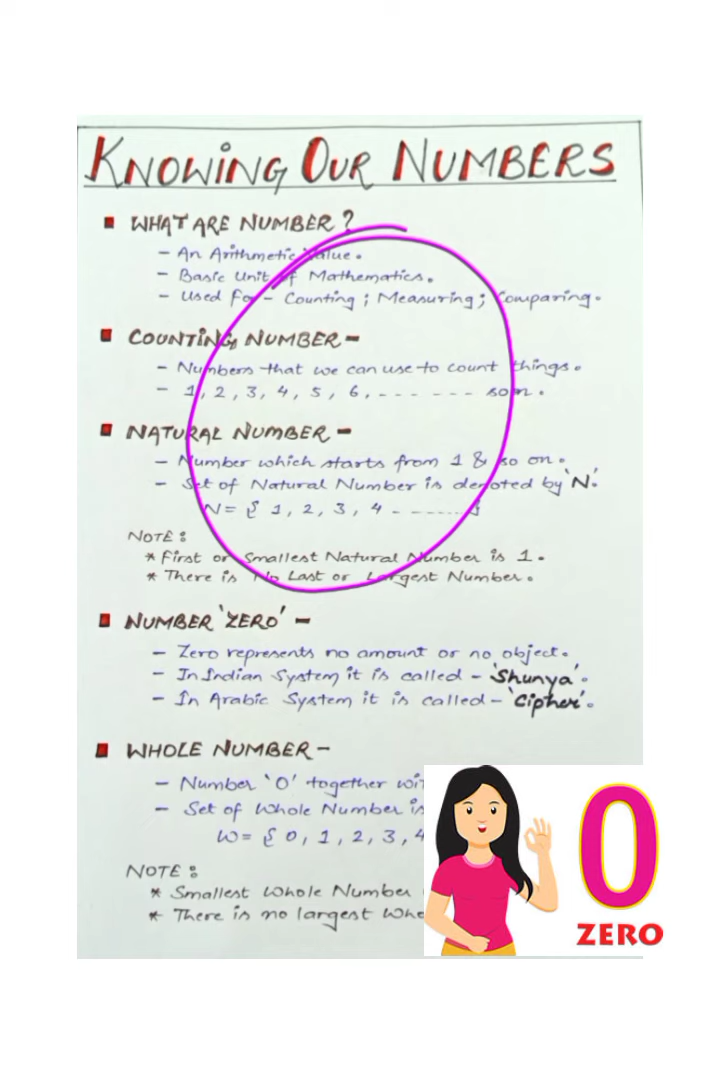 KNOWING OUR NUMBERS
WHAT ARE NUMBER?
- An Arithmetic Value.
- Basic Unit of Mathematics.
- Used For - Counting; Measuring; Comparing.
COUNTING NUMBER -
- Numbers that we can use to count things.
- 1, 2, 3, 4, 5, 6, - - - - - - - so on.
NATURAL NUMBER -
- Number which starts from 1 & so on.
- Set of Natural Number is denoted by 'N'.
N = { 1, 2, 3, 4 - - - - - - - }
NOTE:
* First or Smallest Natural Number is 1.
* There is No Last or Largest Number.
NUMBER 'ZERO' -
- Zero represents no amount or no object.
- In Indian System it is called - 'Shunya'.
- In Arabic System it is called - 'Cipher'.
WHOLE NUMBER -
- Number '0' together
- Set of Whole Number is
W = { 0, 1, 2, 3, 4
NOTE:
* Smallest Whole Number
* There is no largest
0
ZERO